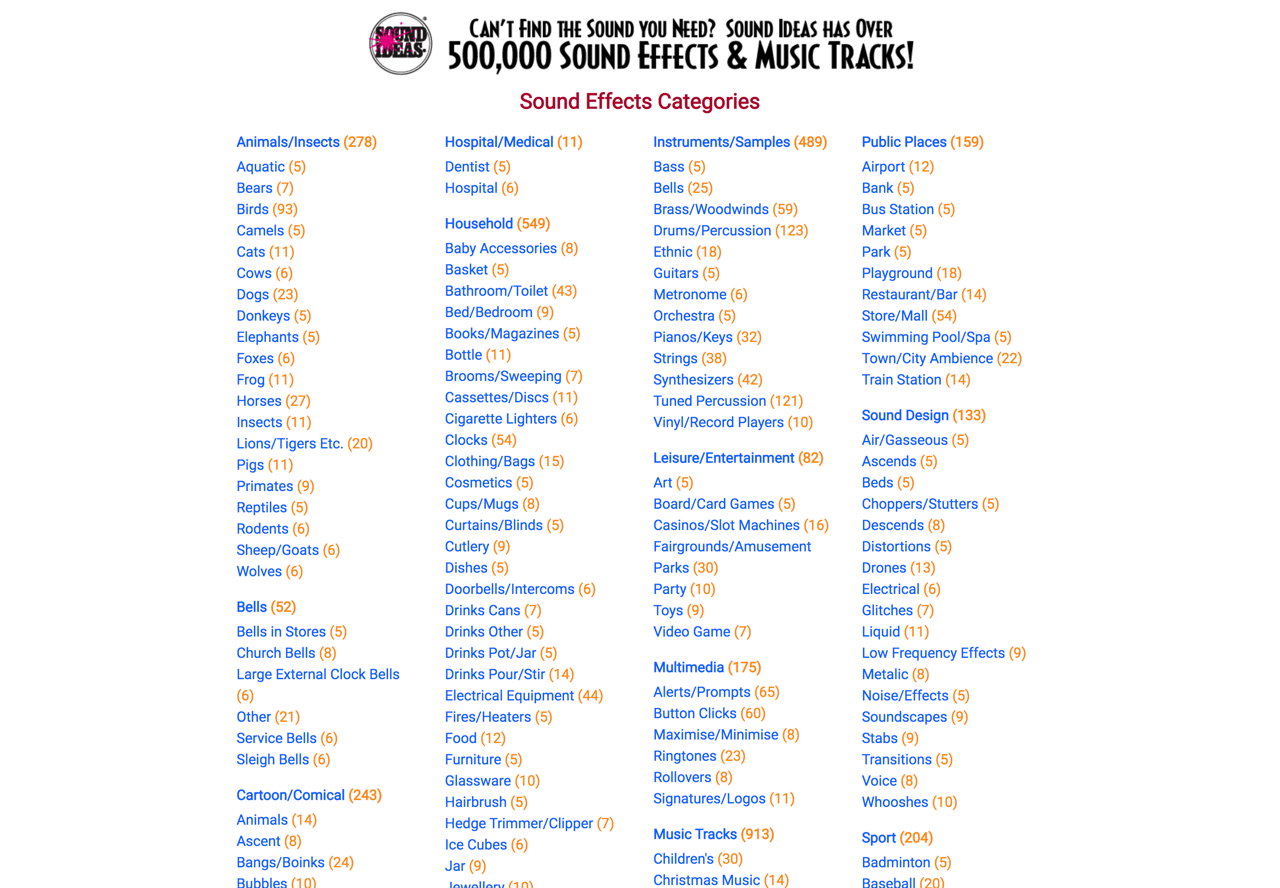 SOUND IDEAS
CAN'T FIND THE SOUND YOU NEED? SOUND IDEAS HAS OVER
500,000 SOUND EFFECTS & MUSIC TRACKS!
Sound Effects Categories
Animals/Insects (278)
Aquatic (5)
Bears (7)
Birds (93)
Camels (5)
Cats (11)
Cows (6)
Dogs (23)
Donkeys (5)
Elephants (5)
Foxes (6)
Frog (11)
Horses (27)
Insects (11)
Lions/Tigers Etc. (20)
Pigs (11)
Primates (9)
Reptiles (5)
Rodents (6)
Sheep/Goats (6)
Wolves (6)
Bells (52)
Bells in Stores (5)
Church Bells (8)
Large External Clock Bells
(6)
Other (21)
Service Bells (6)
Sleigh Bells (6)
Cartoon/Comical (243)
Animals (14)
Ascent (8)
Bangs/Boinks (24)
Bubbles (10)
Hospital/Medical (11)
Dentist (5)
Hospital (6)
Household (549)
Baby Accessories (8)
Basket (5)
Bathroom/Toilet (43)
Bed/Bedroom (9)
Books/Magazines (5)
Bottle (11)
Brooms/Sweeping (7)
Cassettes/Discs (11)
Cigarette Lighters (6)
Clocks (54)
Clothing/Bags (15)
Cosmetics (5)
Cups/Mugs (8)
Curtains/Blinds (5)
Cutlery (9)
Dishes (5)
Doorbells/Intercoms (6)
Drinks Cans (7)
Drinks Other (5)
Drinks Pot/Jar (5)
Drinks Pour/Stir (14)
Electrical Equipment (44)
Fires/Heaters (5)
Food (12)
Furniture (5)
Glassware (10)
Hairbrush (5)
Hedge Trimmer/Clipper (7)
Ice Cubes (6)
Jar (9)
Jewellery (10)
Instruments/Samples (489)
Bass (5)
Bells (25)
Brass/Woodwinds (59)
Drums/Percussion (123)
Ethnic (18)
Guitars (5)
Metronome (6)
Orchestra (5)
Pianos/Keys (32)
Strings (38)
Synthesizers (42)
Tuned Percussion (121)
Vinyl/Record Players (10)
Leisure/Entertainment (82)
Art (5)
Board/Card Games (5)
Casinos/Slot Machines (16)
Fairgrounds/Amusement
Parks (30)
Party (10)
Toys (9)
Video Game (7)
Multimedia (175)
Alerts/Prompts (65)
Button Clicks (60)
Maximise/Minimise (8)
Ringtones (23)
Rollovers (8)
Signatures/Logos (11)
Music Tracks (913)
Children's (30)
Christmas Music (14)
Public Places (159)
Airport (12)
Bank (5)
Bus Station (5)
Market (5)
Park (5)
Playground (18)
Restaurant/Bar (14)
Store/Mall (54)
Swimming Pool/Spa (5)
Town/City Ambience (22)
Train Station (14)
Sound Design (133)
Air/Gasseous (5)
Ascends (5)
Beds (5)
Choppers/Stutters (5)
Descends (8)
Distortions (5)
Drones (13)
Electrical (6)
Glitches (7)
Liquid (11)
Low Frequency Effects (9)
Metalic (8)
Noise/Effects (5)
Soundscapes (9)
Stabs (9)
Transitions (5)
Voice (8)
Whooshes (10)
Sport (204)
Badminton (5)
Baseball (20)